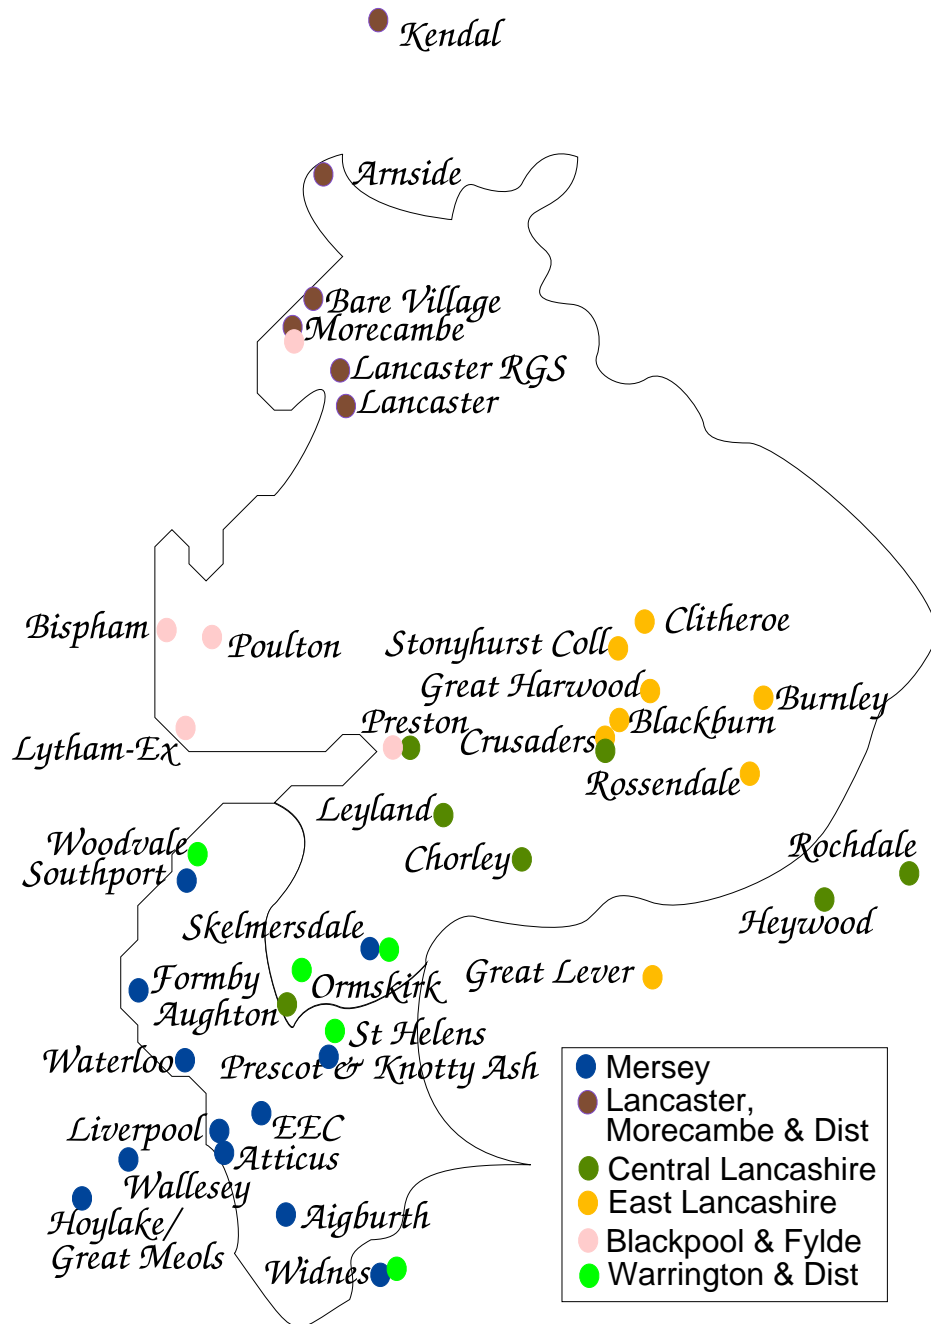 Kendal
Arnside
Bare Village
Morecambe
Lancaster RGS
Lancaster
Bispham
Poulton
Clitheroe
Stonyhurst Coll
Great Harwood
Burnley
Preston
Blackburn
Lytham-Ex
Crusaders
Rossendale
Leyland
Woodvale
Southport
Chorley
Rochdale
Heywood
Skelmersdale
Formby
Ormskirk
Great Lever
Aughton
St Helens
Waterloo
Prescot & Knotty Ash
Liverpool
EEC
Atticus
Wallesey
Hoylake/
Great Meols
Aigburth
Widnes
Mersey
Lancaster,
Morecambe & Dist
Central Lancashire
East Lancashire
Blackpool & Fylde
Warrington & Dist